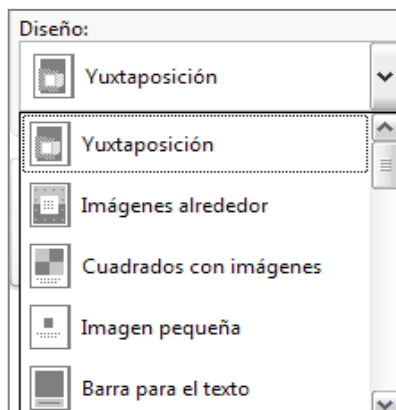 Diseño:
Yuxtaposición
Yuxtaposición
Imágenes alrededor
Cuadrados con imágenes
Imagen pequeña
Barra para el texto